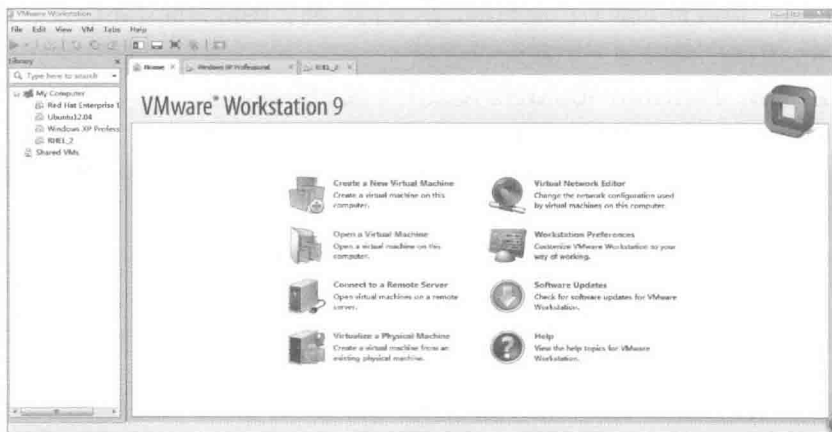 VMware Workstation
File Edit View VM Tabs Help
Library
Type here to search
My Computer
Red Hat Enterprise
Ubuntu12.04
Windows XP Profess
RHEL_2
Shared VMs
Home
Windows XP Professional
RHEL_2
VMware® Workstation 9
Create a New Virtual Machine
Create a virtual machine on this
computer.
Open a Virtual Machine
Open a virtual machine on this
computer.
Connect to a Remote Server
Open virtual machines on a remote
server.
Virtualize a Physical Machine
Create a virtual machine from an
existing physical machine.
Virtual Network Editor
Change the network configuration used
by virtual machines on this computer.
Workstation Preferences
Customize VMware Workstation to your
way of working.
Software Updates
Check for software updates for VMware
Workstation.
Help
View the help topics for VMware
Workstation.